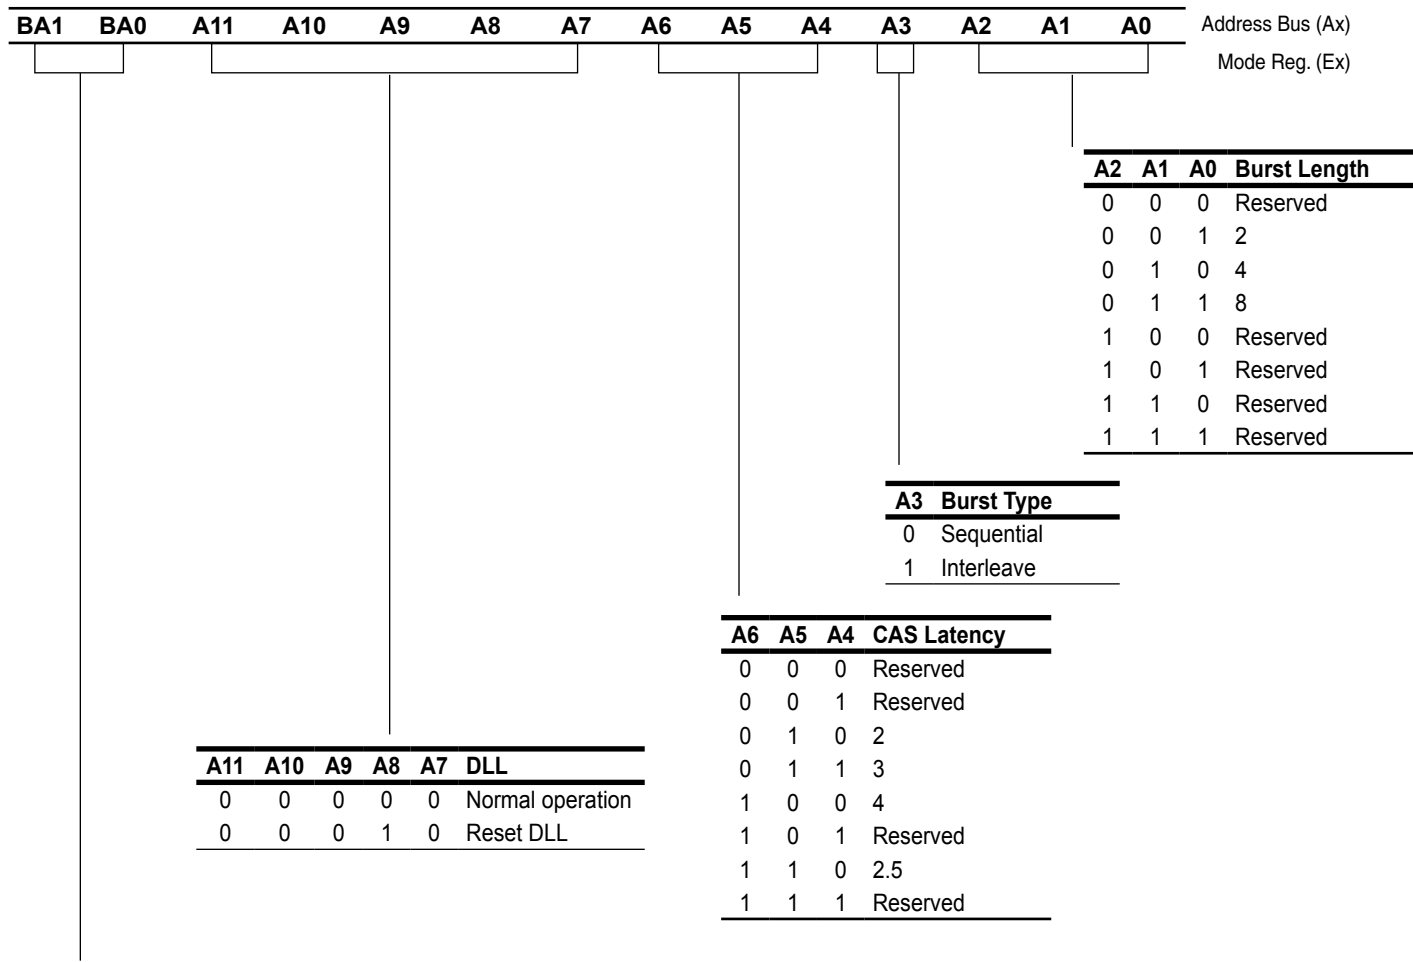 BA1 BA0 A11 A10 A9 A8 A7 A6 A5 A4 A3 A2 A1 A0 Address Bus (Ax)
Mode Reg. (Ex)
A2 A1 A0 Burst Length
0 0 0 Reserved
0 0 1 2
0 1 0 4
0 1 1 8
1 0 0 Reserved
1 0 1 Reserved
1 1 0 Reserved
1 1 1 Reserved
A3 Burst Type
0 Sequential
1 Interleave
A6 A5 A4 CAS Latency
0 0 0 Reserved
0 0 1 Reserved
0 1 0 2
0 1 1 3
1 0 0 4
1 0 1 Reserved
1 1 0 2.5
1 1 1 Reserved
A11 A10 A9 A8 A7 DLL
0 0 0 0 0 Normal operation
0 0 0 1 0 Reset DLL